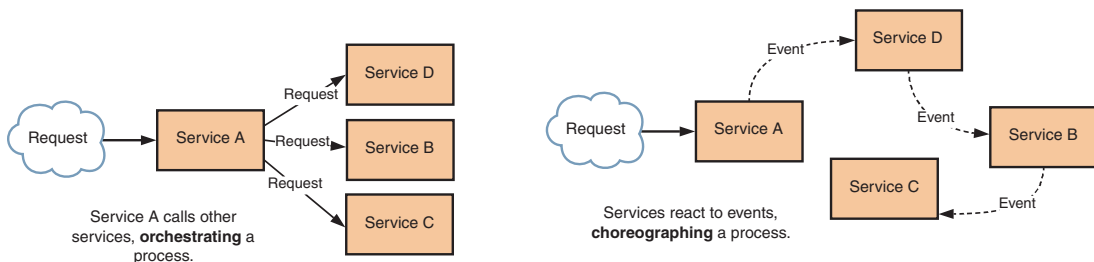 Service D
Request
Request
Service A
Request
Service B
Request
Service C
Service A calls other
services, orchestrating a
process.
Service D
Event
Request
Service A
Event
Service B
Service C
Event
Services react to events,
choreographing a process.